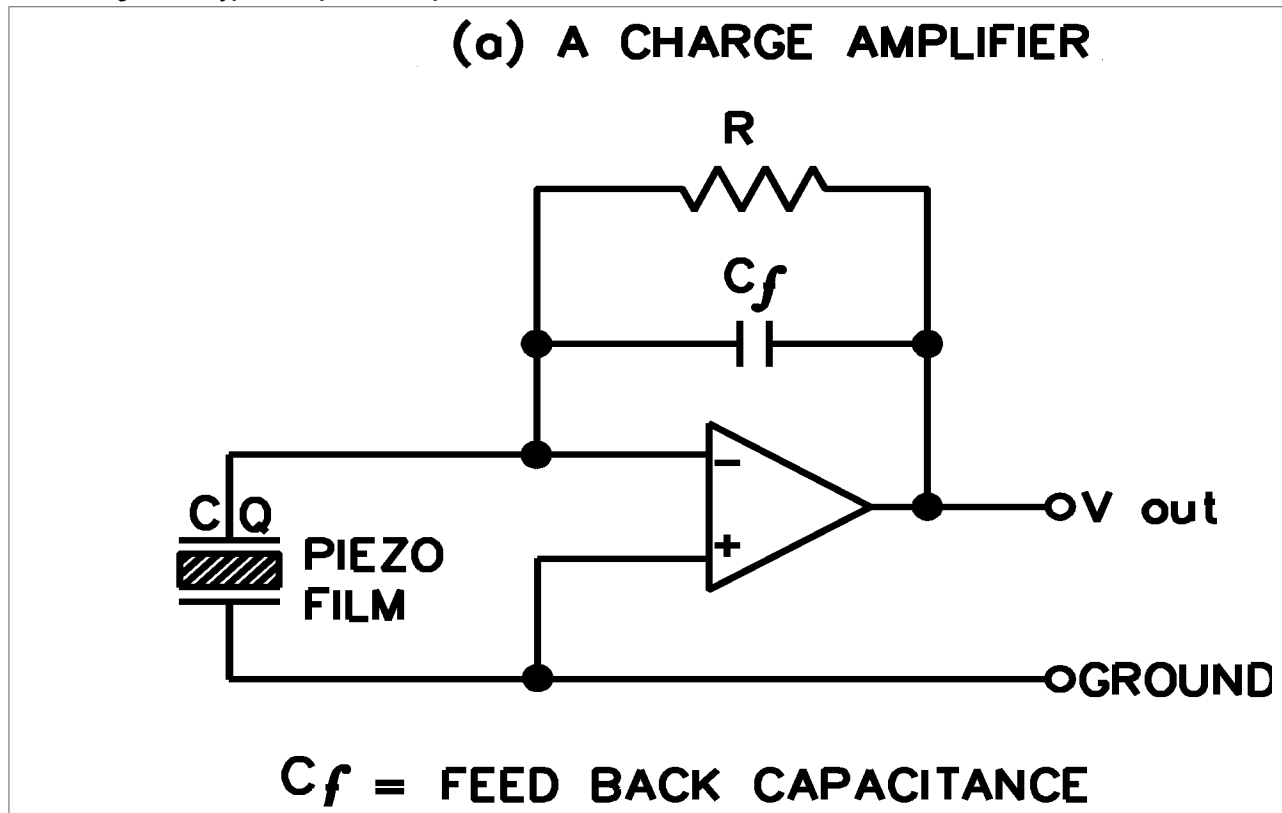 (a) A CHARGE AMPLIFIER
R
Cf
−
C Q
V out
+
PIEZO
FILM
GROUND
Cf = FEED BACK CAPACITANCE